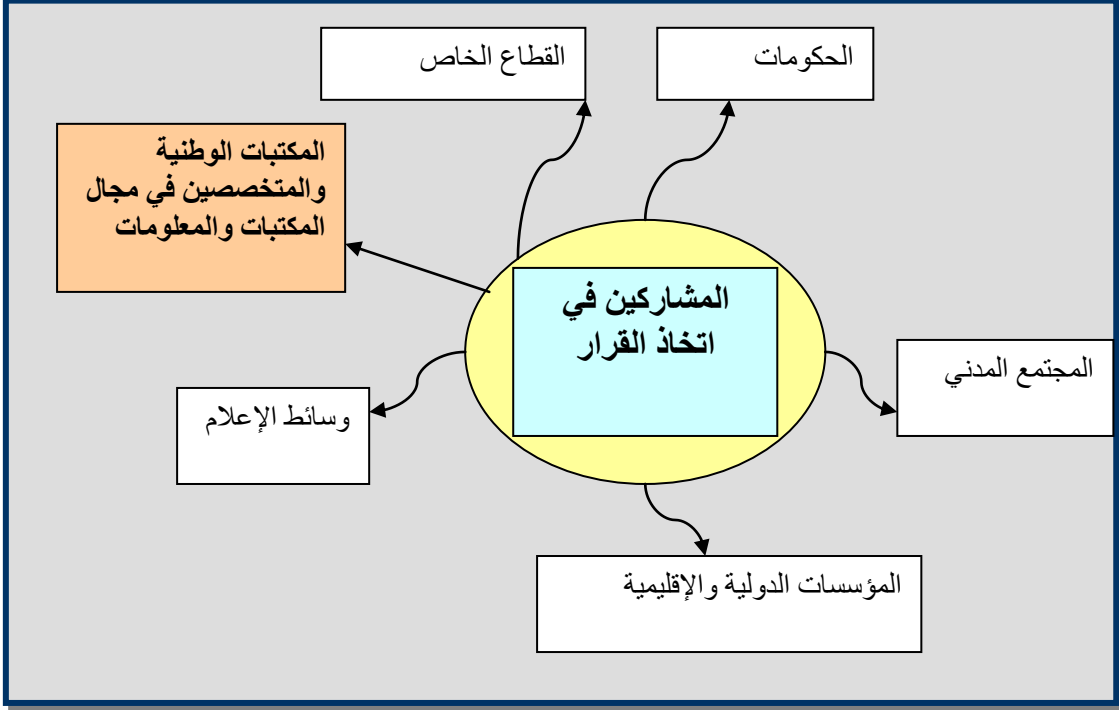 الحكومات
القطاع الخاص
المكتبات الوطنية
والمتخصصين في مجال
المكتبات والمعلومات
المشاركين في
اتخاذ القرار
المجتمع المدني
وسائط الإعلام
المؤسسات الدولية والإقليمية